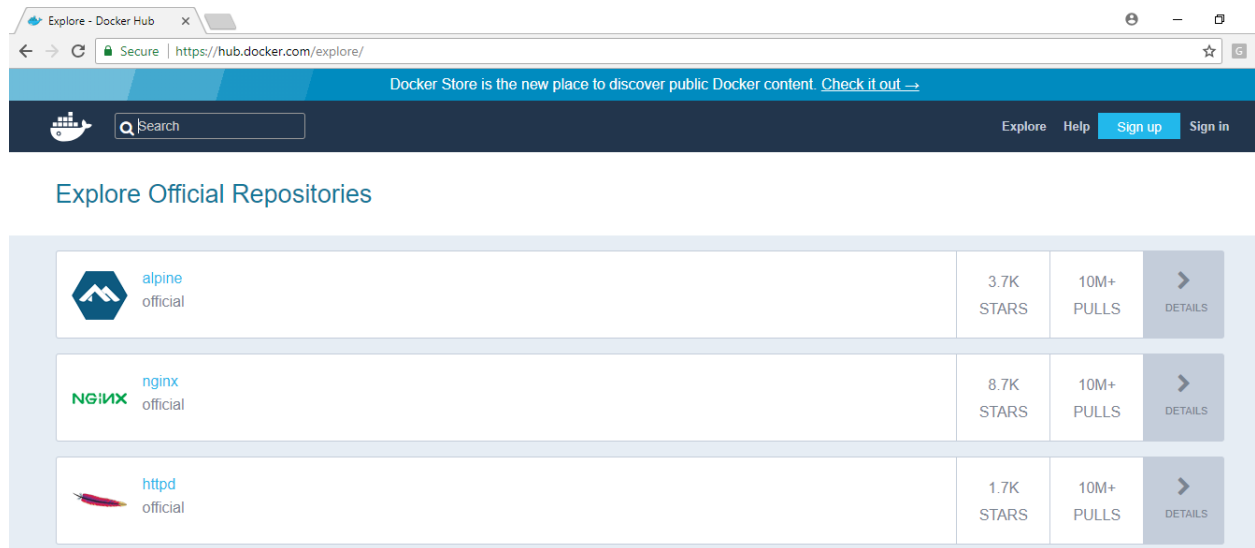 Explore - Docker Hub
Secure | https://hub.docker.com/explore/
G
Docker Store is the new place to discover public Docker content. Check it out →
Search
Explore Help Sign up Sign in
Explore Official Repositories
alpine
official
3.7K
STARS
10M+
PULLS
DETAILS
NGINX
nginx
official
8.7K
STARS
10M+
PULLS
DETAILS
httpd
official
1.7K
STARS
10M+
PULLS
DETAILS